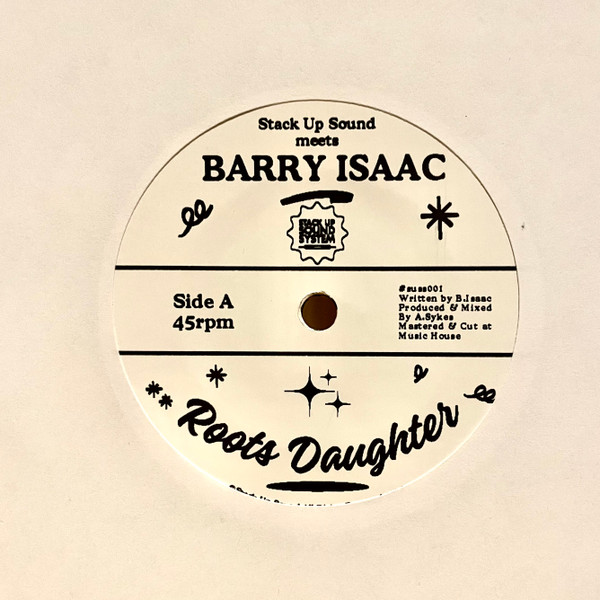 Stack Up Sound
meets
BARRY ISAAC
STACK UP
SOUND
SYSTEM
Side A
45rpm
#suss001
Written by B.Isaac
Produced & Mixed
By A.Sykes
Mastered & Cut at
Music House
Roots Daughter